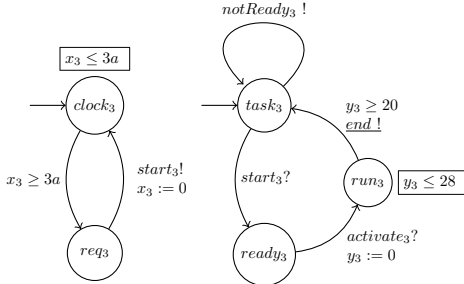 notReady₃ !
x₃ ≤ 3a
clock₃
task₃
y₃ ≥ 20
end !
x₃ ≥ 3a
start₃!
x₃ := 0
start₃?
run₃
y₃ ≤ 28
req₃
ready₃
activate₃?
y₃ := 0